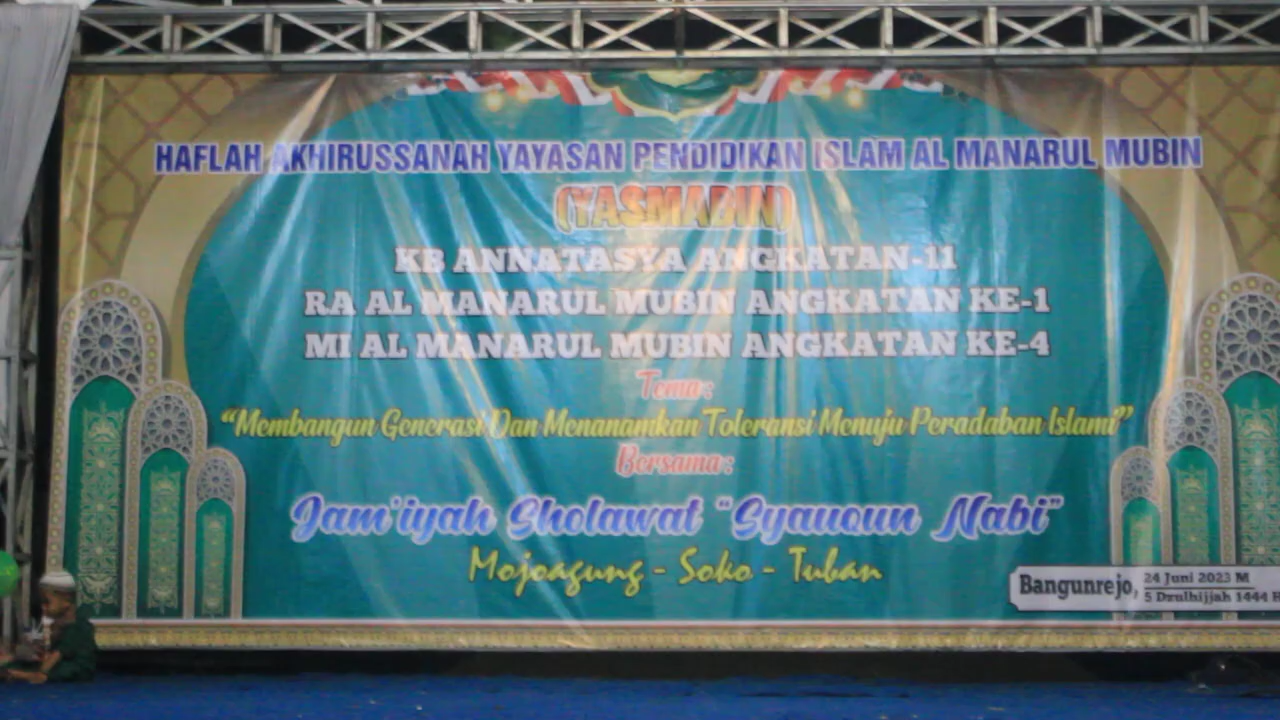 HAFLAH AKHIRUSSANAH YAYASAN PENDIDIKAN ISLAM AL MANARUL MUBIN
(YASMABIN)
KB ANNATASYA ANGKATAN-11
RA AL MANARUL MUBIN ANGKATAN KE-1
MI AL MANARUL MUBIN ANGKATAN KE-4
Tema:
"Membangun Generasi Dan Menanamkan Toleransi Menuju Peradaban Islami"
Bersama:
Jam'iyah Sholawat "Syauqun Nabi"
Mojoagung - Soko - Tuban
Bangunrejo, 24 Juni 2023 M
5 Dzulhijjah 1444 H